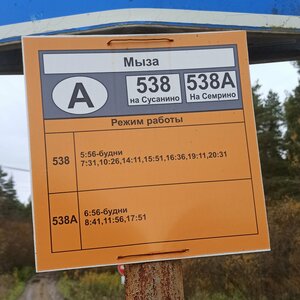 Мыза
А
538
на Сусанино
538А
На Семрино
Режим работы
538
5:56-будни
7:31,10:26,14:11,15:51,16:36,19:11,20:31
538А
6:56-будни
8:41,11:56,17:51